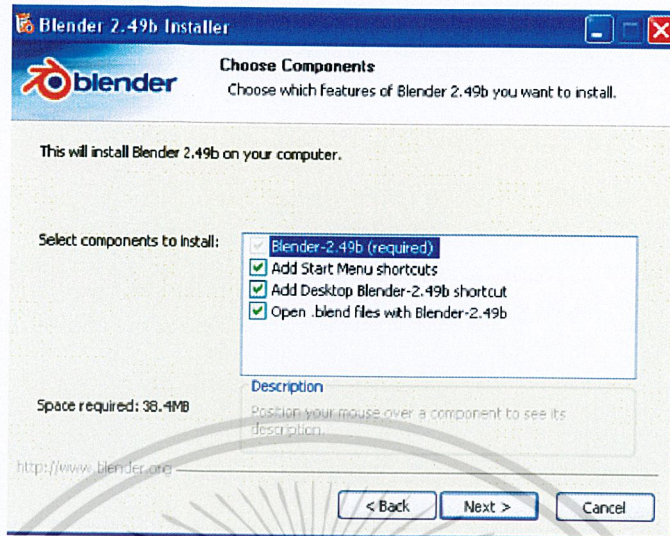 Blender 2.49b Installer
blender
Choose Components
Choose which features of Blender 2.49b you want to install.
This will install Blender 2.49b on your computer.
Select components to install:
Blender-2.49b (required)
Add Start Menu shortcuts
Add Desktop Blender-2.49b shortcut
Open .blend files with Blender-2.49b
Space required: 38.4MB
Description
Position your mouse over a component to see its
description.
http://www.blender.org
< Back
Next >
Cancel